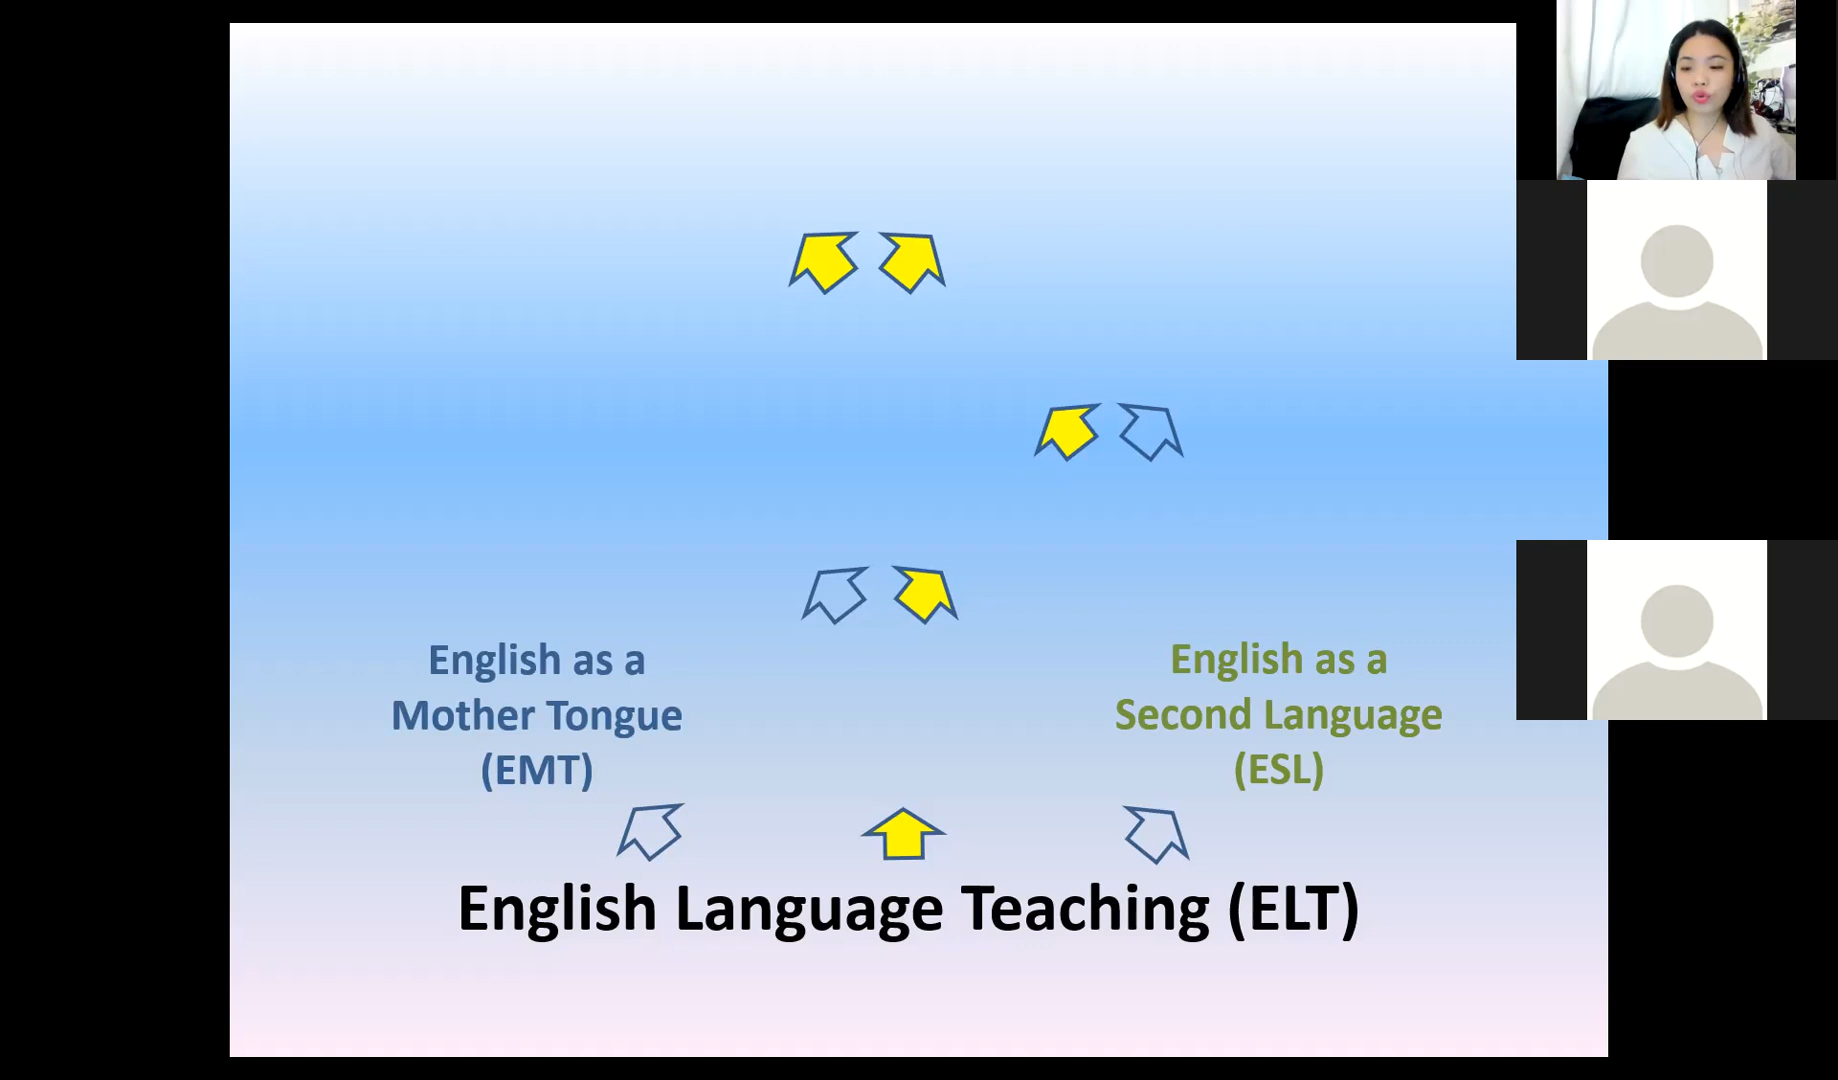 English as a
Mother Tongue
(EMT)
English as a
Second Language
(ESL)
English Language Teaching (ELT)